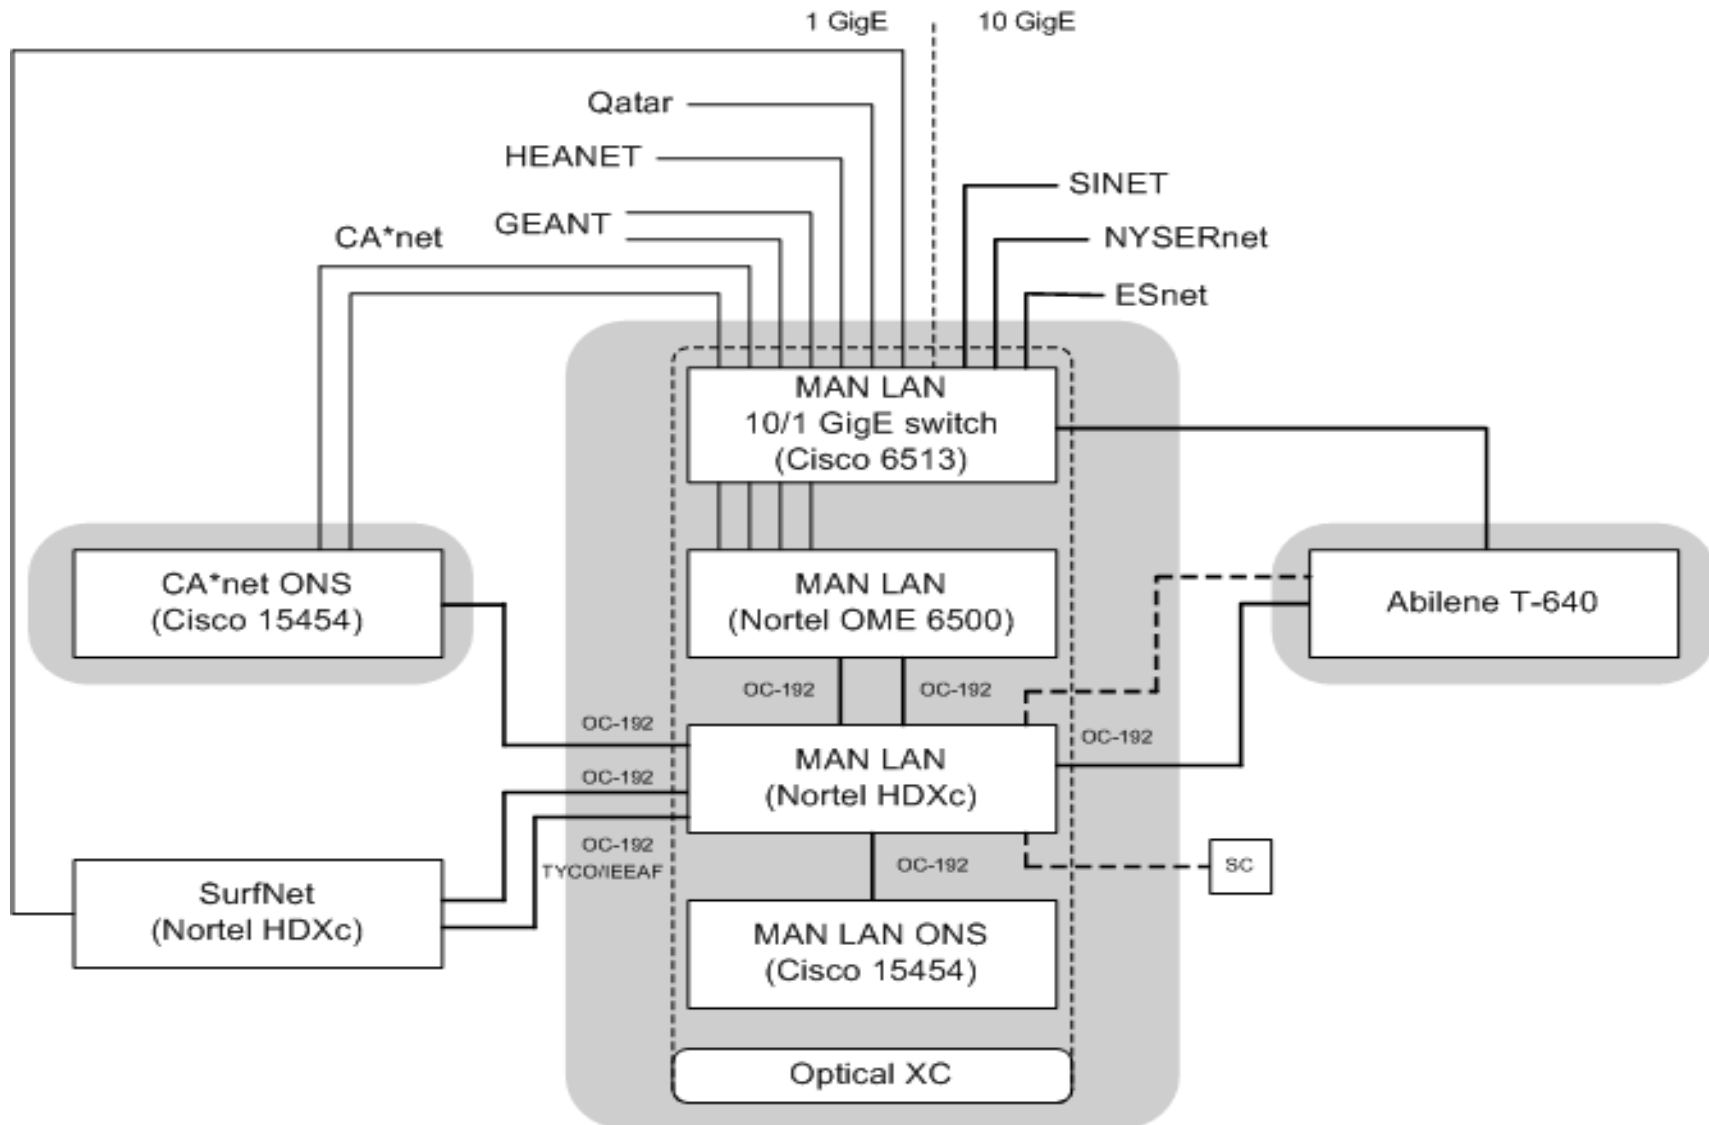 1 GigE
10 GigE
Qatar
HEANET
SINET
GEANT
CA*net
NYSERnet
ESnet
MAN LAN
10/1 GigE switch
(Cisco 6513)
CA*net ONS
(Cisco 15454)
MAN LAN
(Nortel OME 6500)
Abilene T-640
OC-192
OC-192
OC-192
OC-192
MAN LAN
(Nortel HDXc)
OC-192
OC-192
TYCO/IEEAF
OC-192
SC
SurfNet
(Nortel HDXc)
MAN LAN ONS
(Cisco 15454)
Optical XC